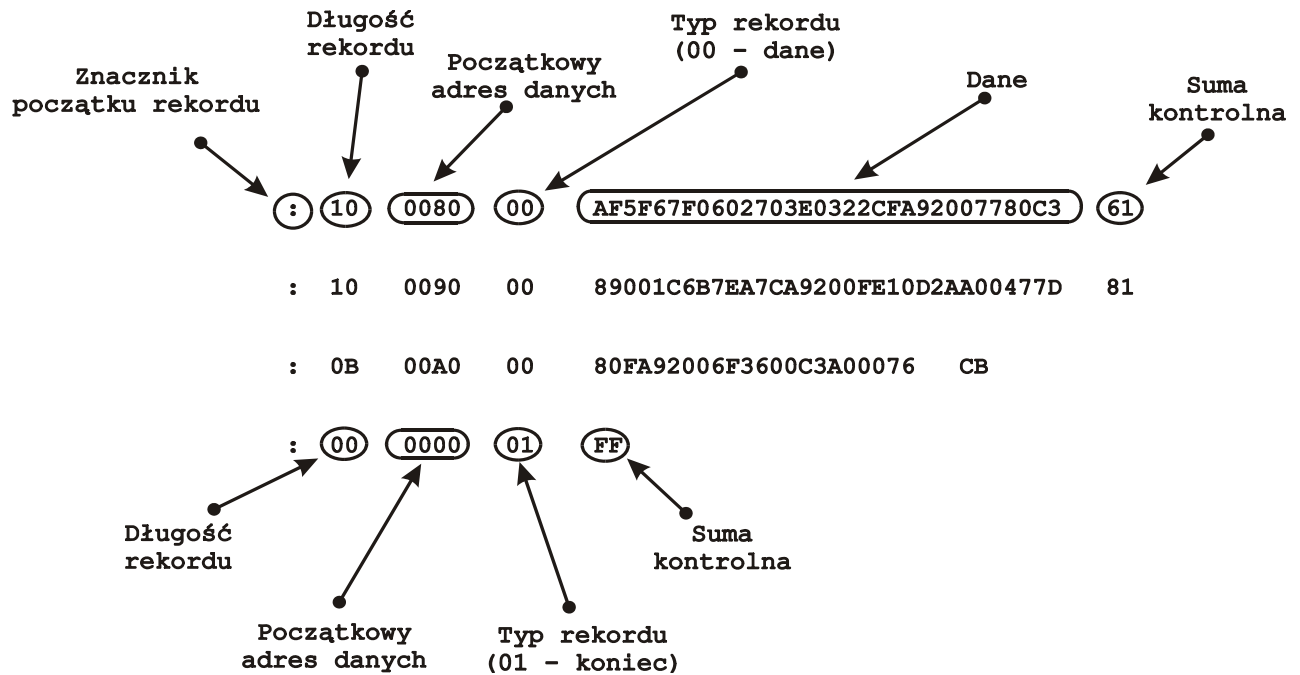 Długość
rekordu
Typ rekordu
(00 – dane)
Początkowy
adres danych
Znacznik
początku rekordu
Dane
Suma
kontrolna
: 10 0080 00 AF5F67F0602703E0322CFA92007780C3 61
: 10 0090 00 89001C6B7EA7CA9200FE10D2AA00477D 81
: 0B 00A0 00 80FA92006F3600C3A00076 CB
: 00 0000 01 FF
Długość
rekordu
Suma
kontrolna
Początkowy
adres danych
Typ rekordu
(01 – koniec)